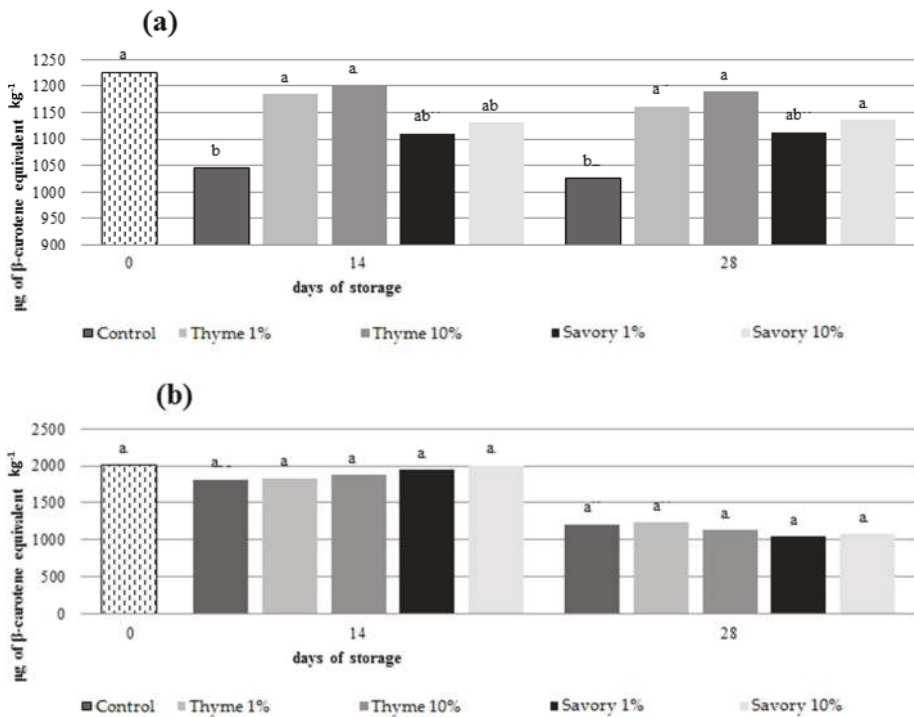 (a)
1250
1200
1150
1100
1050
1000
950
900
µg of β-carotene equivalent kg⁻¹
a
b
a
a
ab
ab
b
a
a
ab
a
0 14 28
days of storage
Control Thyme 1% Thyme 10% Savory 1% Savory 10%
(b)
2500
2000
1500
1000
500
0
µg of β-carotene equivalent kg⁻¹
a
a
a
a
a
a
a
a
a
a
a
0 14 28
days of storage
Control Thyme 1% Thyme 10% Savory 1% Savory 10%